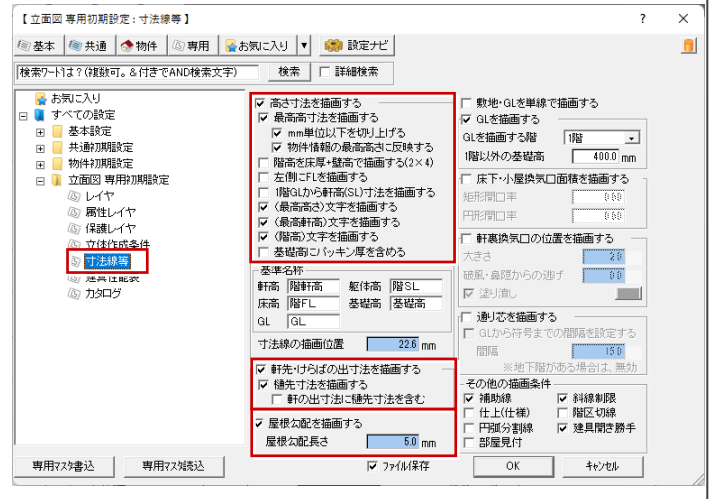 【 立面図 専用初期設定 : 寸法線等 】
? ×
基本 共通 物件 専用 お気に入り ▼ 設定ナビ
検索ワードは？(複数可。&付きでAND検索文字) 検索 詳細検索
お気に入り
すべての設定
基本設定
共通初期設定
物件初期設定
立面図 専用初期設定
レイヤ
属性レイヤ
保護レイヤ
立体作成条件
寸法線等
建具性能表
カタログ
高さ寸法を描画する
最高高寸法を描画する
mm単位以下を切り上げる
物件情報の最高高さに反映する
階高を床厚+壁高で描画する(2×4)
左側にFLを描画する
1階GLから軒高(SL)寸法を描画する
(最高高さ)文字を描画する
(最高軒高)文字を描画する
(階高)文字を描画する
基礎高にパッキン厚を含める
基準名称
軒高 階軒高 躯体高 階SL
床高 階FL 基礎高 基礎高
GL GL
寸法線の描画位置 22.6 mm
軒先・けらばの出寸法を描画する
樋先寸法を描画する
軒の出寸法に樋先寸法を含む
屋根勾配を描画する
屋根勾配長さ 5.0 mm
敷地・GLを単線で描画する
GLを描画する
GLを描画する階 1階
1階以外の基礎高 400.0 mm
床下・小屋換気口面積を描画する
矩形開口率 0.60
円形開口率 0.60
軒裏換気口の位置を描画する
大きさ 2.0
破風・鼻隠からの逃げ 0.0
塗り潰し
通り芯を描画する
GLから符号までの間隔を設定する
間隔 15.0
※地下階がある場合は、無効
その他の描画条件
補助線 斜線制限
仕上(仕様) 階区切線
円弧分割線 建具開き勝手
部屋見付
専用マスタ書込 専用マスタ読込 ファイル保存 OK キャンセル